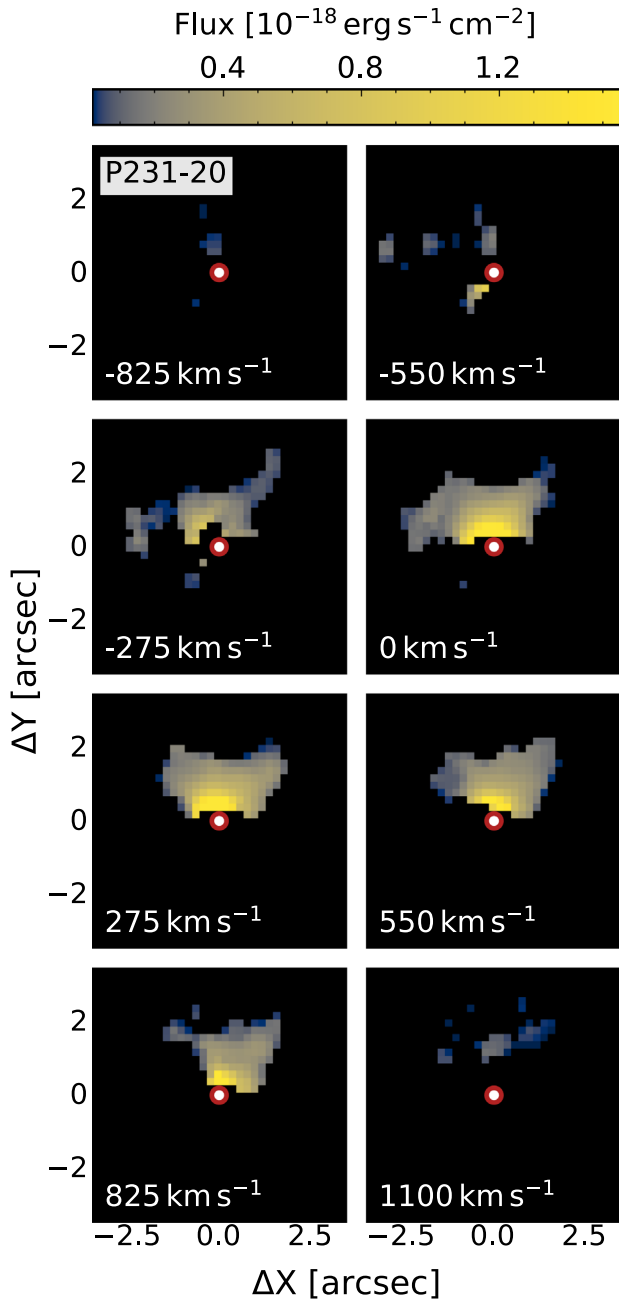 Flux [10⁻¹⁸ erg s⁻¹ cm⁻²]
0.4 0.8 1.2
P231-20
2
0
−2
-825 km s⁻¹
-550 km s⁻¹
2
0
−2
-275 km s⁻¹
0 km s⁻¹
ΔY [arcsec]
2
0
−2
275 km s⁻¹
550 km s⁻¹
2
0
−2
825 km s⁻¹
1100 km s⁻¹
−2.5 0.0 2.5 −2.5 0.0 2.5
ΔX [arcsec]